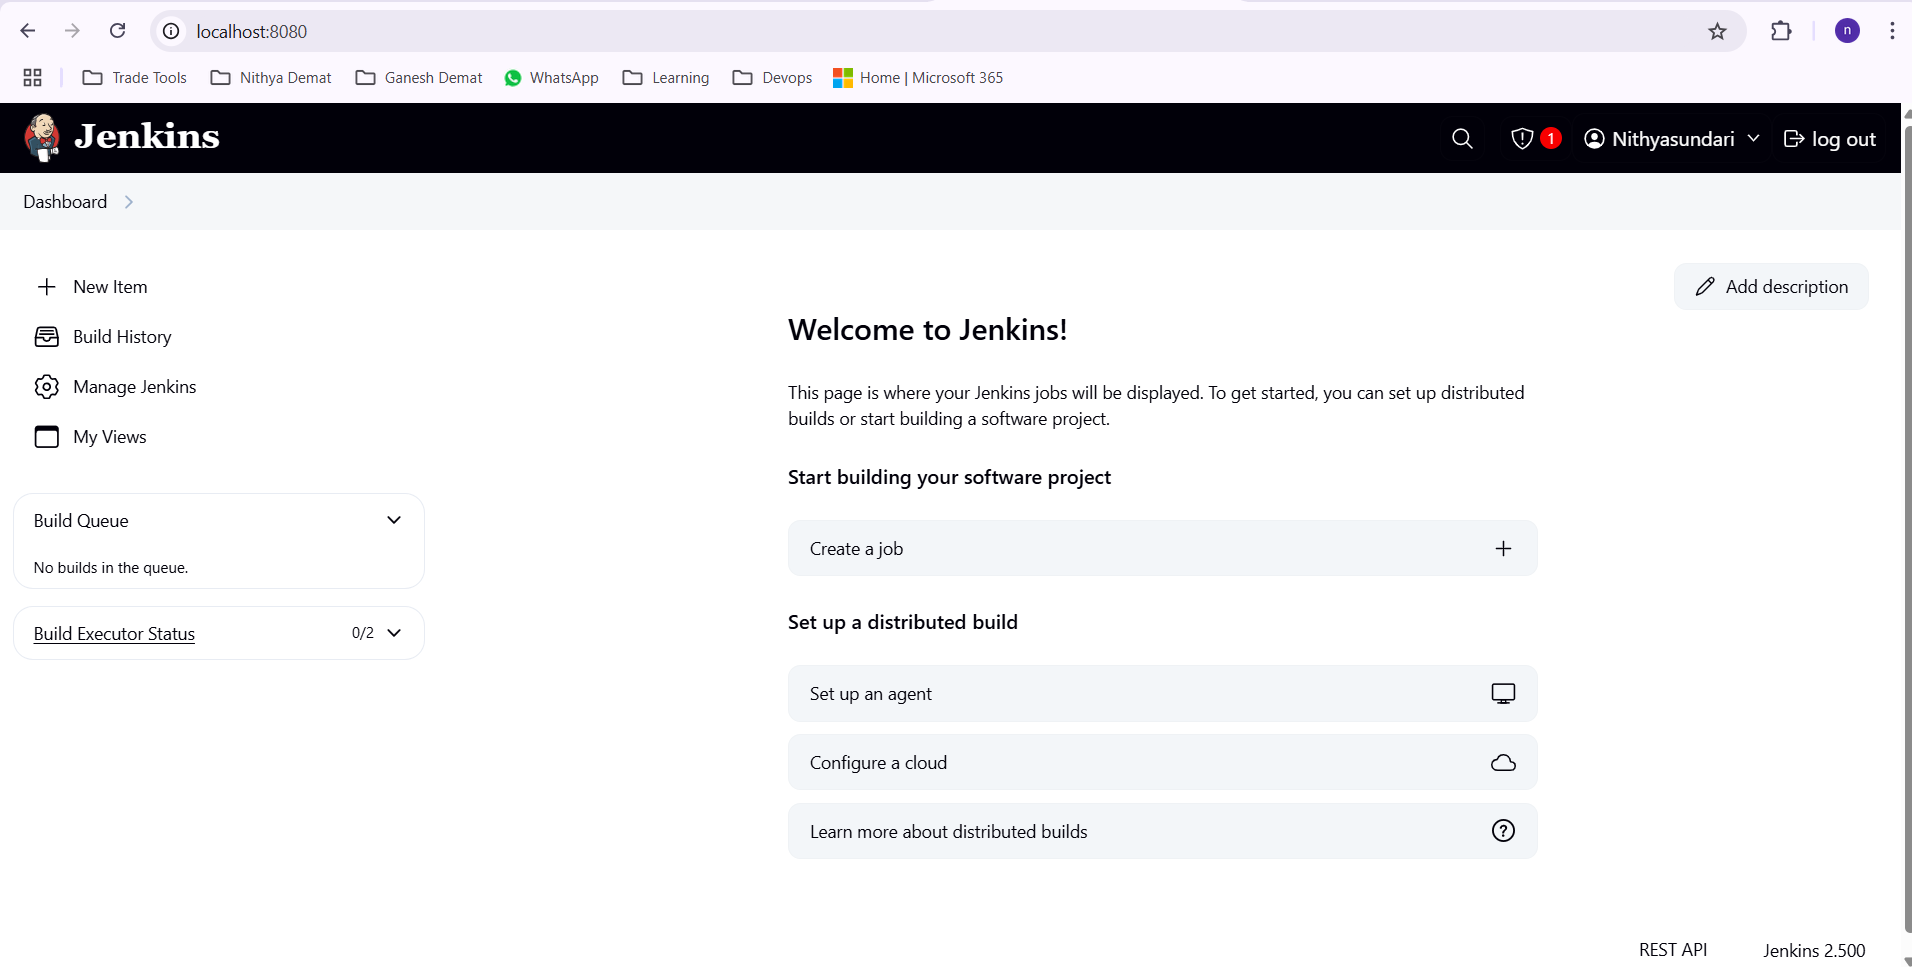 localhost:8080
n
Trade Tools
Nithya Demat
Ganesh Demat
WhatsApp
Learning
Devops
Home | Microsoft 365
Jenkins
1
Nithyasundari
log out
Dashboard
New Item
Build History
Manage Jenkins
My Views
Build Queue
No builds in the queue.
Build Executor Status
0/2
Add description
Welcome to Jenkins!
This page is where your Jenkins jobs will be displayed. To get started, you can set up distributed
builds or start building a software project.
Start building your software project
Create a job
Set up a distributed build
Set up an agent
Configure a cloud
Learn more about distributed builds
REST API
Jenkins 2.500